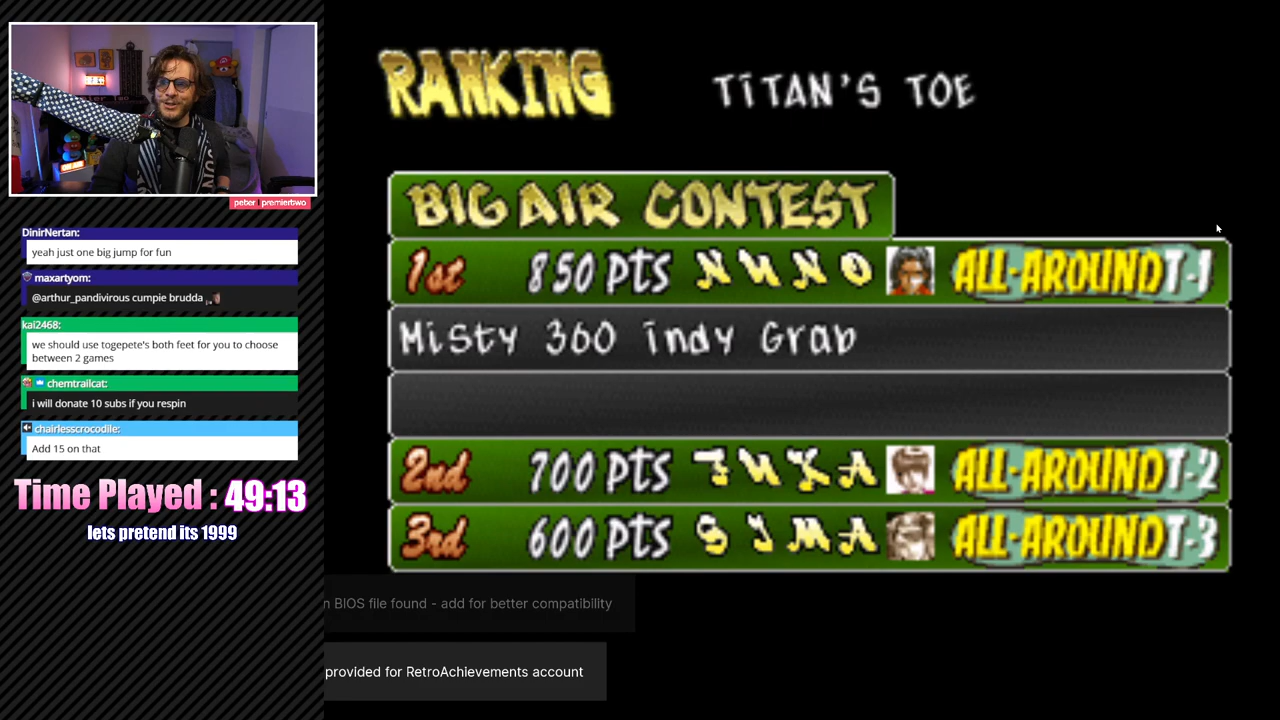 peter | premiertwo
DinirNertan:
yeah just one big jump for fun
maxartyom:
@arthur_pandivirous cumpie brudda
kai2468:
we should use togepete's both feet for you to choose
between 2 games
chemtrailcat:
i will donate 10 subs if you respin
chairlesscrocodile:
Add 15 on that
Time Played : 49:13
lets pretend its 1999
RANKING
TITAN'S TOE
BIG AIR CONTEST
1st 850 PTS ALL-AROUND T-1
Misty 360 indy Grab
2nd 700 PTS ALL-AROUND T-2
3rd 600 PTS ALL-AROUND T-3
n BIOS file found - add for better compatibility
provided for RetroAchievements account